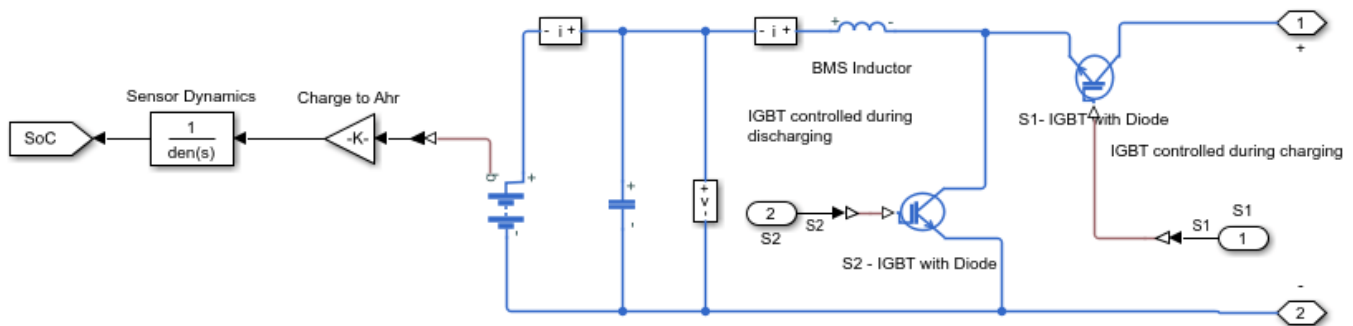 - i +
- i +
+ -
1
+
BMS Inductor
Sensor Dynamics
Charge to Ahr
IGBT controlled during
discharging
S1- IGBT with Diode
IGBT controlled during charging
SoC
1
den(s)
-K-
q
+
-
+
-
+
v
-
2
S2
S2
S1
S1
1
S2 - IGBT with Diode
-
2